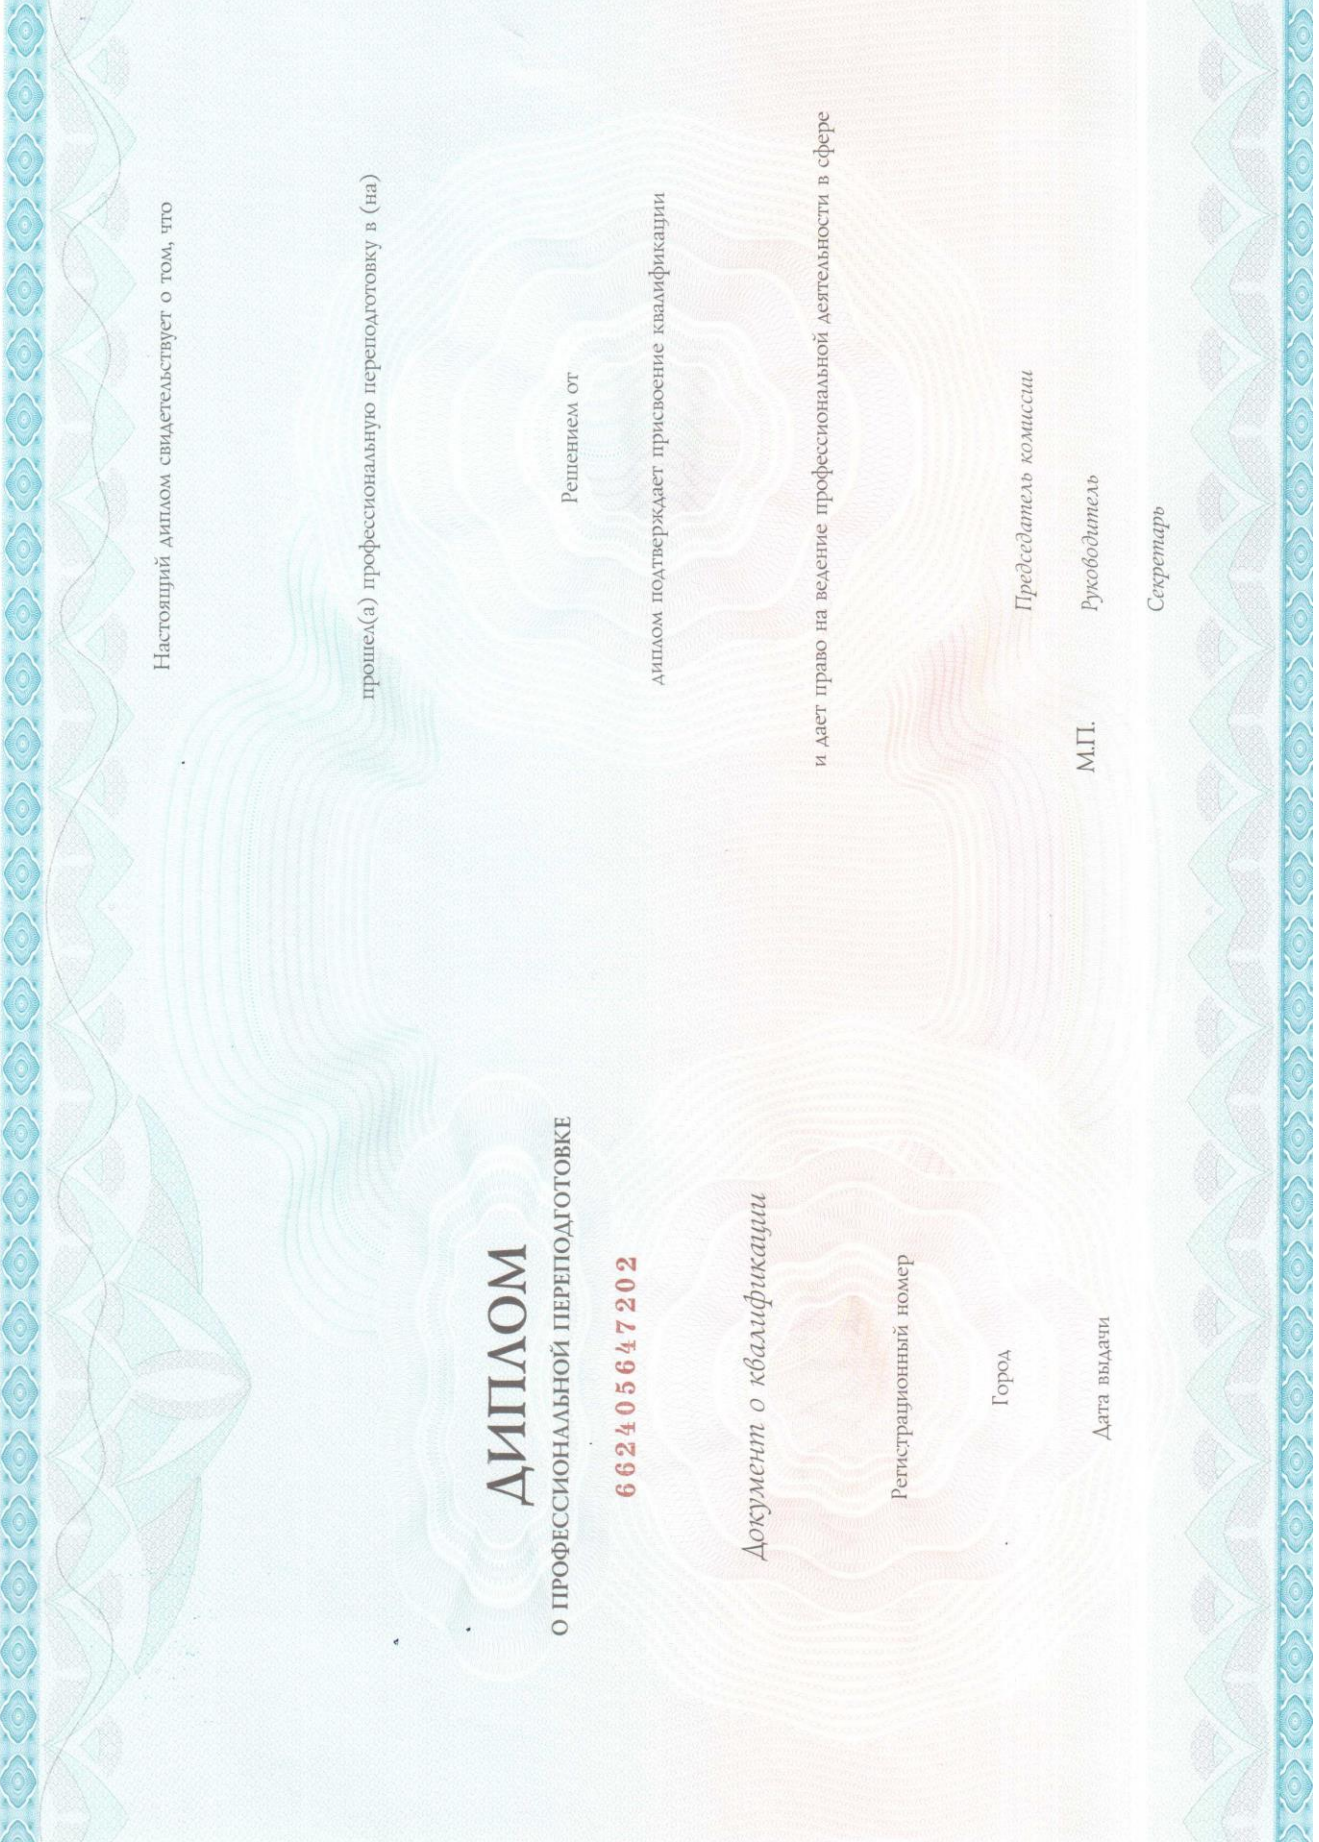 ДИПЛОМ
О ПРОФЕССИОНАЛЬНОЙ ПЕРЕПОДГОТОВКЕ
662405647202
Документ о квалификации
Регистрационный номер
Город
Дата выдачи
Настоящий диплом свидетельствует о том, что
прошел(а) профессиональную переподготовку в (на)
Решением от
диплом подтверждает присвоение квалификации
и дает право на ведение профессиональной деятельности в сфере
Председатель комиссии
М.П.
Руководитель
Секретарь